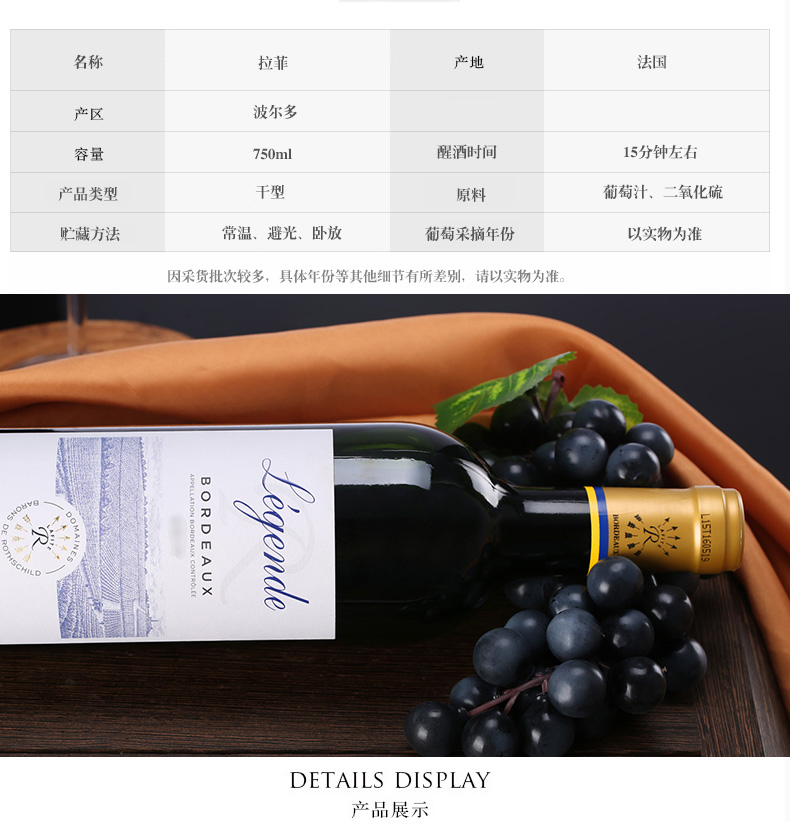 名称 拉菲 产地 法国
产区 波尔多
容量 750ml 醒酒时间 15分钟左右
产品类型 干型 原料 葡萄汁、二氧化硫
贮藏方法 常温、避光、卧放 葡萄采摘年份 以实物为准
因采货批次较多，具体年份等其他细节有所差别，请以实物为准。
Légende
BORDEAUX
APPELLATION BORDEAUX CONTRÔLÉE
DOMAINES
BARONS DE ROTHSCHILD
LAFITE
R
BORDEAUX
L15T160519
DETAILS DISPLAY
产品展示